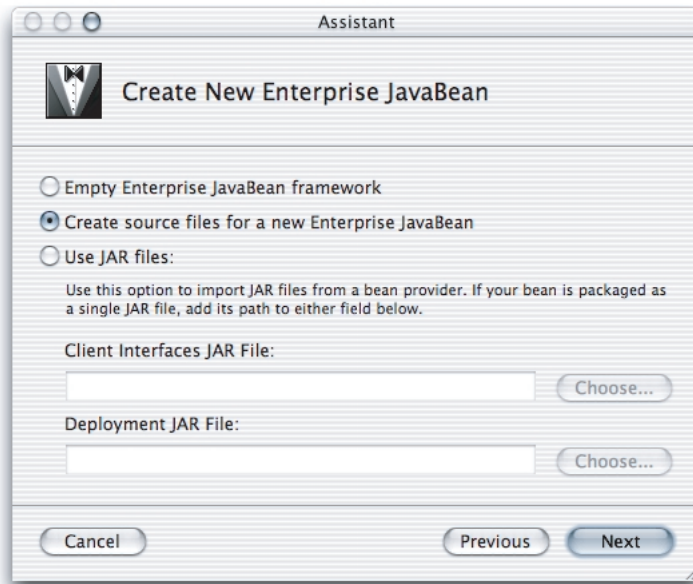 Assistant
Create New Enterprise JavaBean
Empty Enterprise JavaBean framework
Create source files for a new Enterprise JavaBean
Use JAR files:
Use this option to import JAR files from a bean provider. If your bean is packaged as
a single JAR file, add its path to either field below.
Client Interfaces JAR File:
Choose...
Deployment JAR File:
Choose...
Cancel
Previous
Next